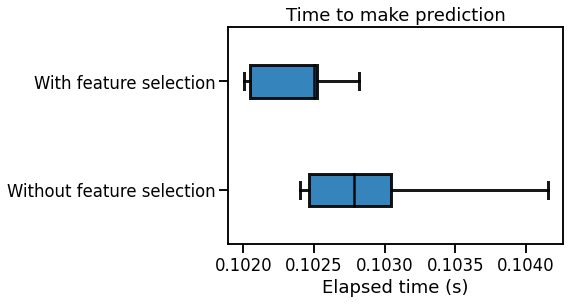 Time to make prediction
With feature selection
Without feature selection
0.1020 0.1025 0.1030 0.1035 0.1040
Elapsed time (s)